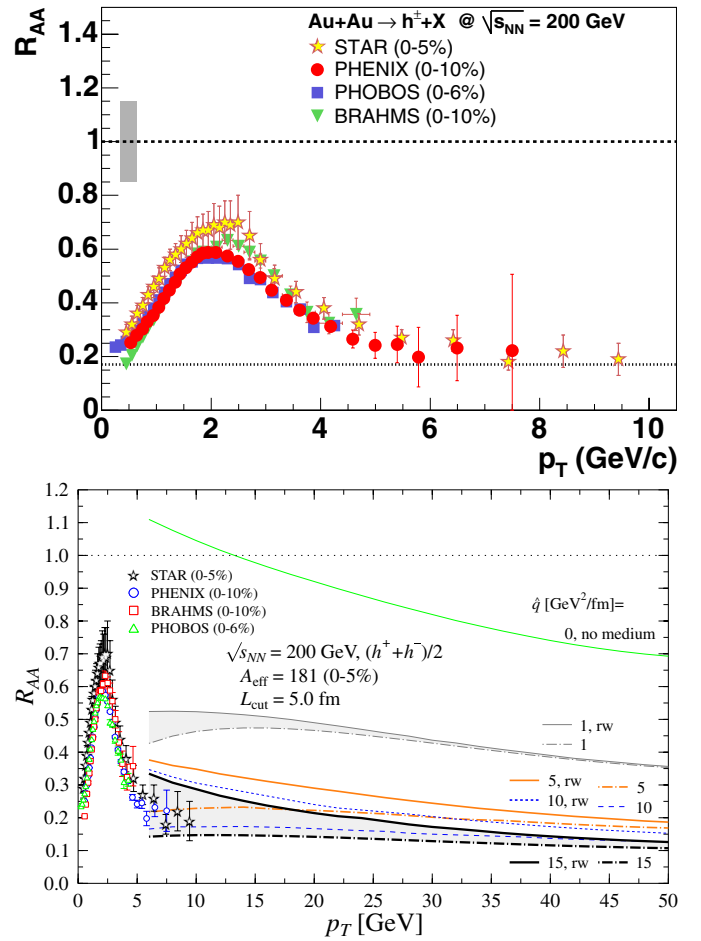 R_AA
1.4
1.2
1
0.8
0.6
0.4
0.2
0
Au+Au → h^± + X @ √s_NN = 200 GeV
STAR (0-5%)
PHENIX (0-10%)
PHOBOS (0-6%)
BRAHMS (0-10%)
0 2 4 6 8 10
p_T (GeV/c)
R_AA
1.2
1.1
1.0
0.9
0.8
0.7
0.6
0.5
0.4
0.3
0.2
0.1
0.0
STAR (0-5%)
PHENIX (0-10%)
BRAHMS (0-10%)
PHOBOS (0-6%)
√s_NN = 200 GeV, (h^+ + h^-)/2
A_eff = 181 (0-5%)
L_cut = 5.0 fm
q̂ [GeV²/fm]=
0, no medium
1, rw
1
5, rw 5
10, rw 10
15, rw 15
0 5 10 15 20 25 30 35 40 45 50
p_T [GeV]